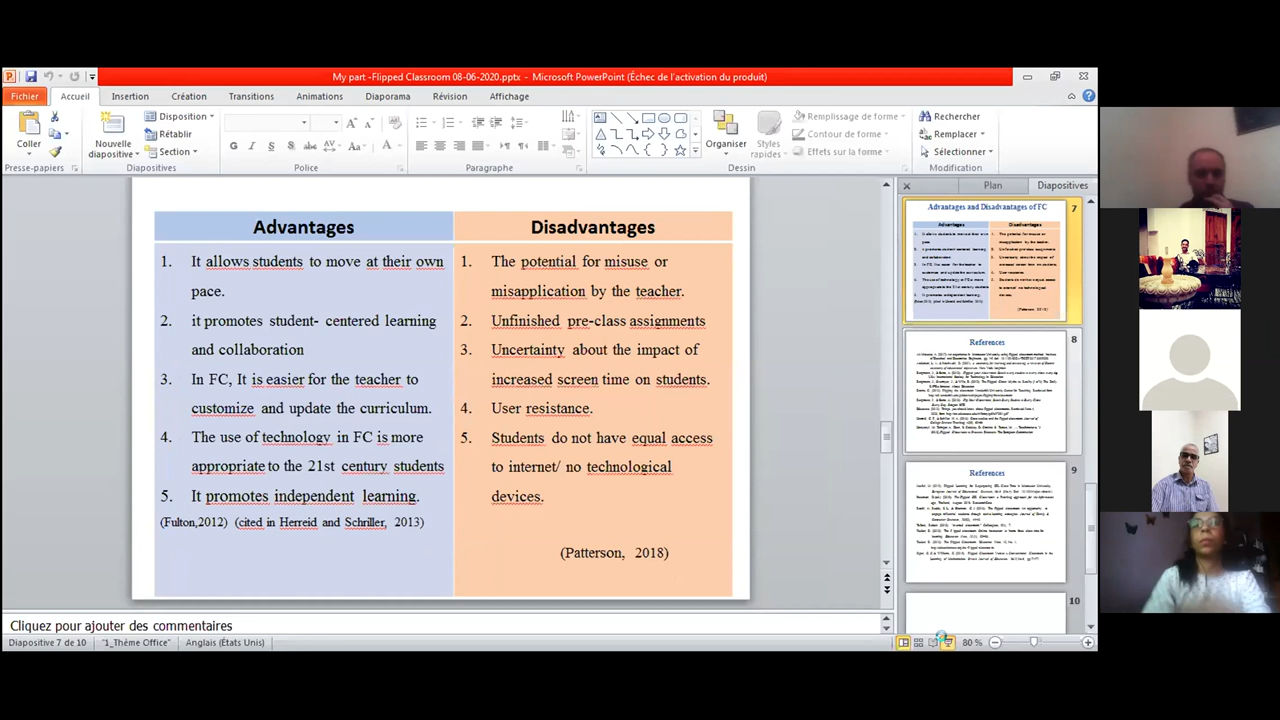 My part -Flipped Classroom 08-06-2020.pptx - Microsoft PowerPoint (Échec de l'activation du produit)
Fichier Accueil Insertion Création Transitions Animations Diaporama Révision Affichage
Coller
Presse-papiers
Nouvelle diapositive
Disposition
Rétablir
Section
Diapositives
G I S S abc AV Aa A
Police
Paragraphe
Organiser
Styles rapides
Remplissage de forme
Contour de forme
Effets sur la forme
Dessin
Rechercher
Remplacer
Sélectionner
Modification
Advantages
1. It allows tudents to move at their own
pace.
2. it promotes student- centered learning
and collaboration
3. In FC, it is easer for the teacher to
customize and update the curriculum.
4. The use of technology in FC is more
appropriate to the 21st century students
5. It promotes independent learning.
(Fulton,2012) (cited in Herreid and Schriller, 2013)
Disadvantages
1. The potential for misuse or
misapplication by the teacher.
2. Unfinished pre-class assignments
3. Uncertainty about the impact of
increased screen time on students.
4. User resistance.
5. Students do not have equal access
to internet/ no technological
devices.
(Patterson, 2018)
Plan Diapositives
Advantages and Disadvantages of FC
7
Advantages Disadvantages
References
8
References
9
10
Cliquez pour ajouter des commentaires
Diapositive 7 de 10 "1_Thème Office" Anglais (États Unis) 80 %